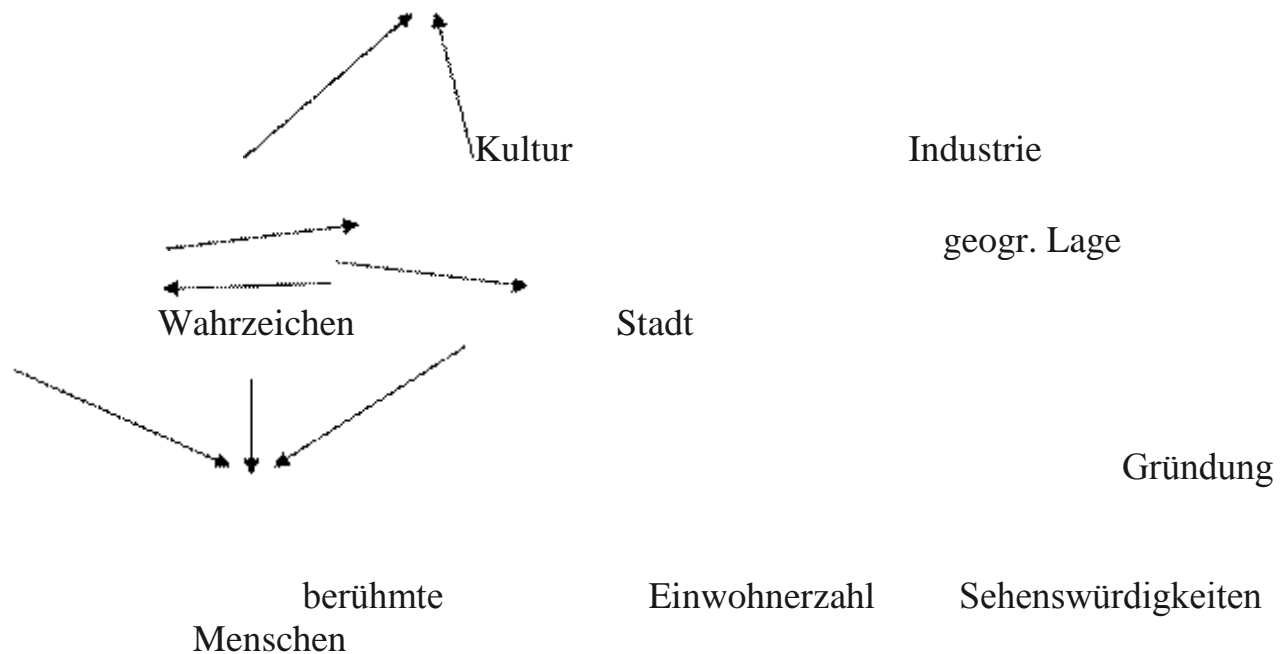 Kultur Industrie
geogr. Lage
Wahrzeichen Stadt
Gründung
berühmte Einwohnerzahl Sehenswürdigkeiten
Menschen